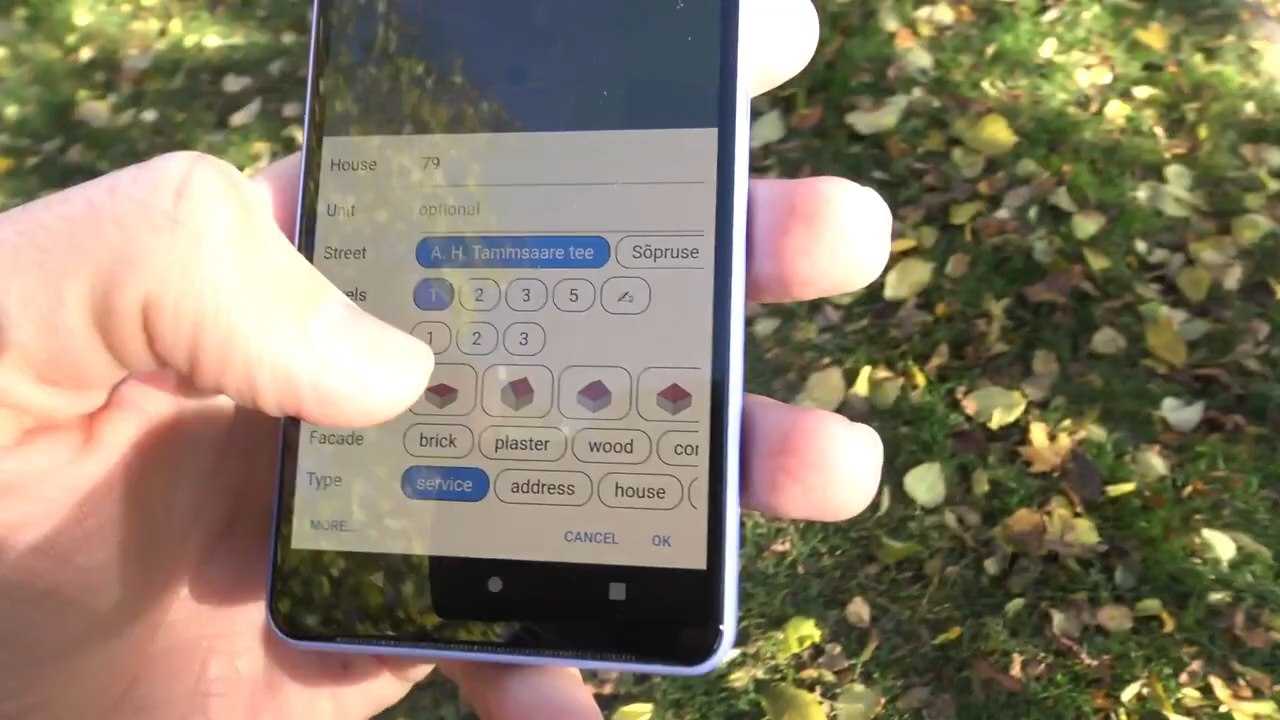 House 79
Unit optional
Street A. H. Tammsaare tee Sõpruse
1 2 3 5 ✍
1 2 3
Facade brick plaster wood
Type service address house
MORE...
CANCEL OK